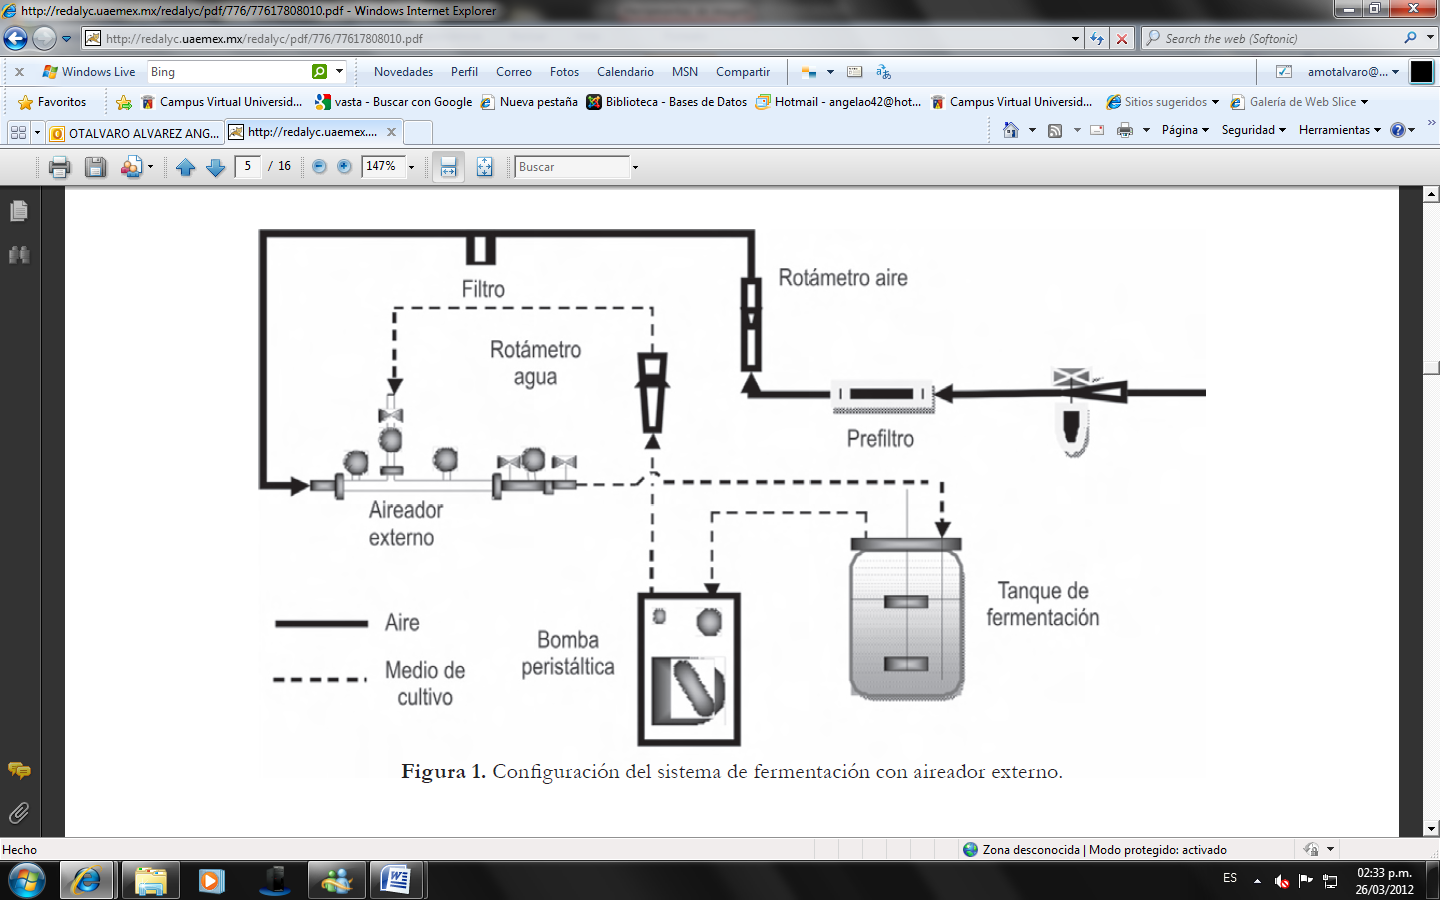 http://redalyc.uaemex.mx/redalyc/pdf/776/77617808010.pdf - Windows Internet Explorer
http://redalyc.uaemex.mx/redalyc/pdf/776/77617808010.pdf
Search the web (Softonic)
Windows Live
Bing
Novedades
Perfil
Correo
Fotos
Calendario
MSN
Compartir
amotalvaro@...
Favoritos
Campus Virtual Universid...
vasta - Buscar con Google
Nueva pestaña
Biblioteca - Bases de Datos
Hotmail - angelao42@hot...
Campus Virtual Universid...
Sitios sugeridos
Galería de Web Slice
OTALVARO ALVAREZ ANG...
http://redalyc.uaemex....
Página
Seguridad
Herramientas
5 / 16
147%
Buscar
Filtro
Rotámetro aire
Rotámetro
agua
Prefiltro
Aireador
externo
Tanque de
fermentación
Aire
Bomba
peristáltica
Medio de
cultivo
Figura 1. Configuración del sistema de fermentación con aireador externo.
Hecho
Zona desconocida | Modo protegido: activado
ES
02:33 p.m.
26/03/2012